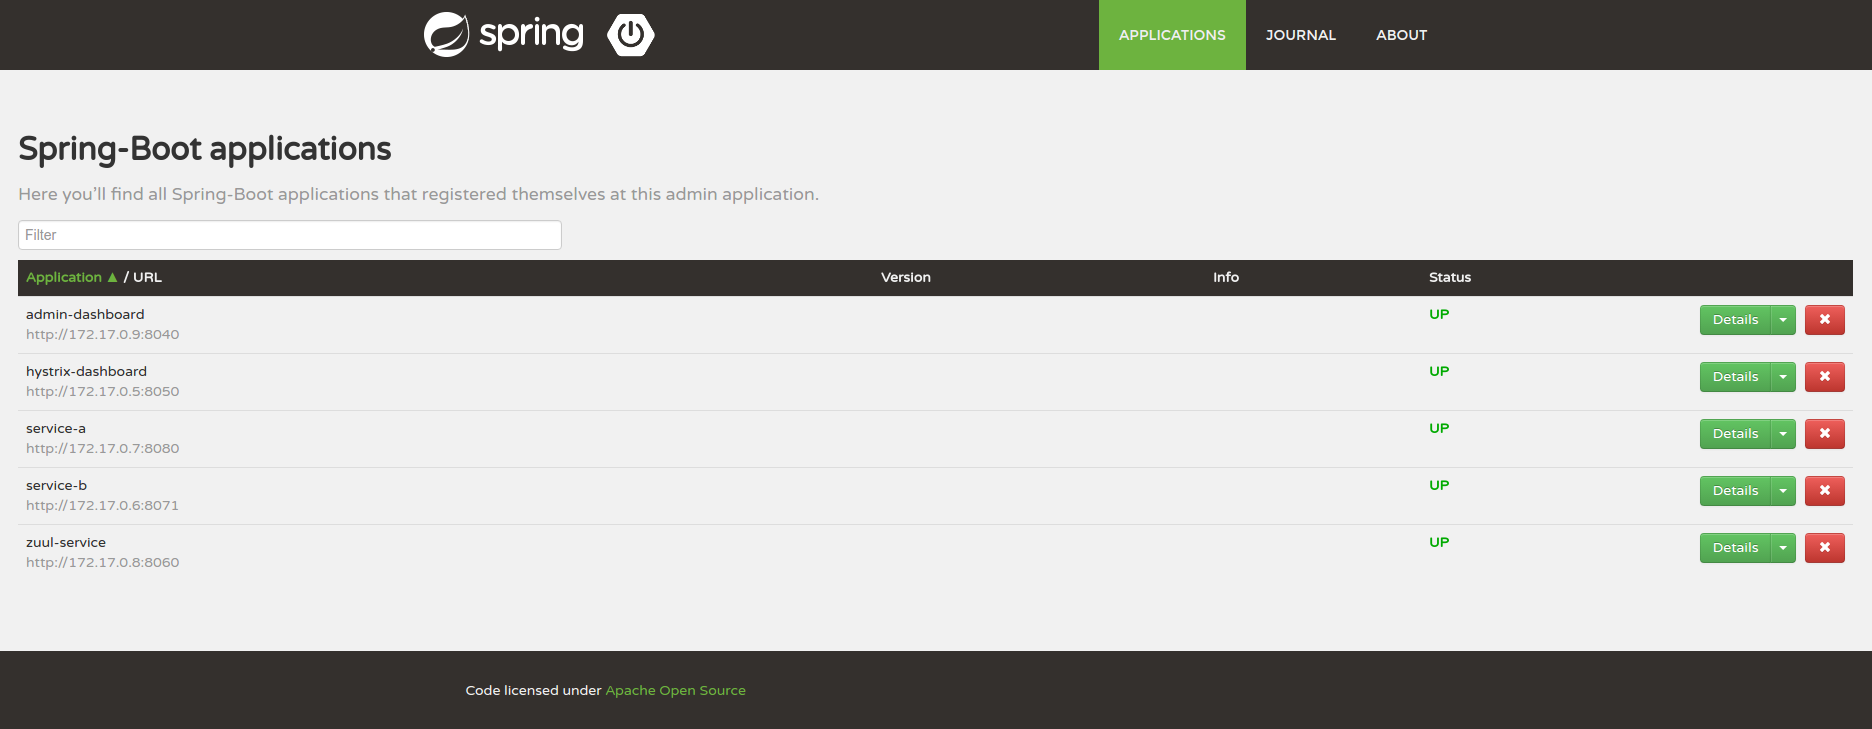 spring
APPLICATIONS JOURNAL ABOUT
Spring-Boot applications
Here you'll find all Spring-Boot applications that registered themselves at this admin application.
Filter
Application ▲ / URL Version Info Status
admin-dashboard UP Details ✖
http://172.17.0.9:8040
hystrix-dashboard UP Details ✖
http://172.17.0.5:8050
service-a UP Details ✖
http://172.17.0.7:8080
service-b UP Details ✖
http://172.17.0.6:8071
zuul-service UP Details ✖
http://172.17.0.8:8060
Code licensed under Apache Open Source